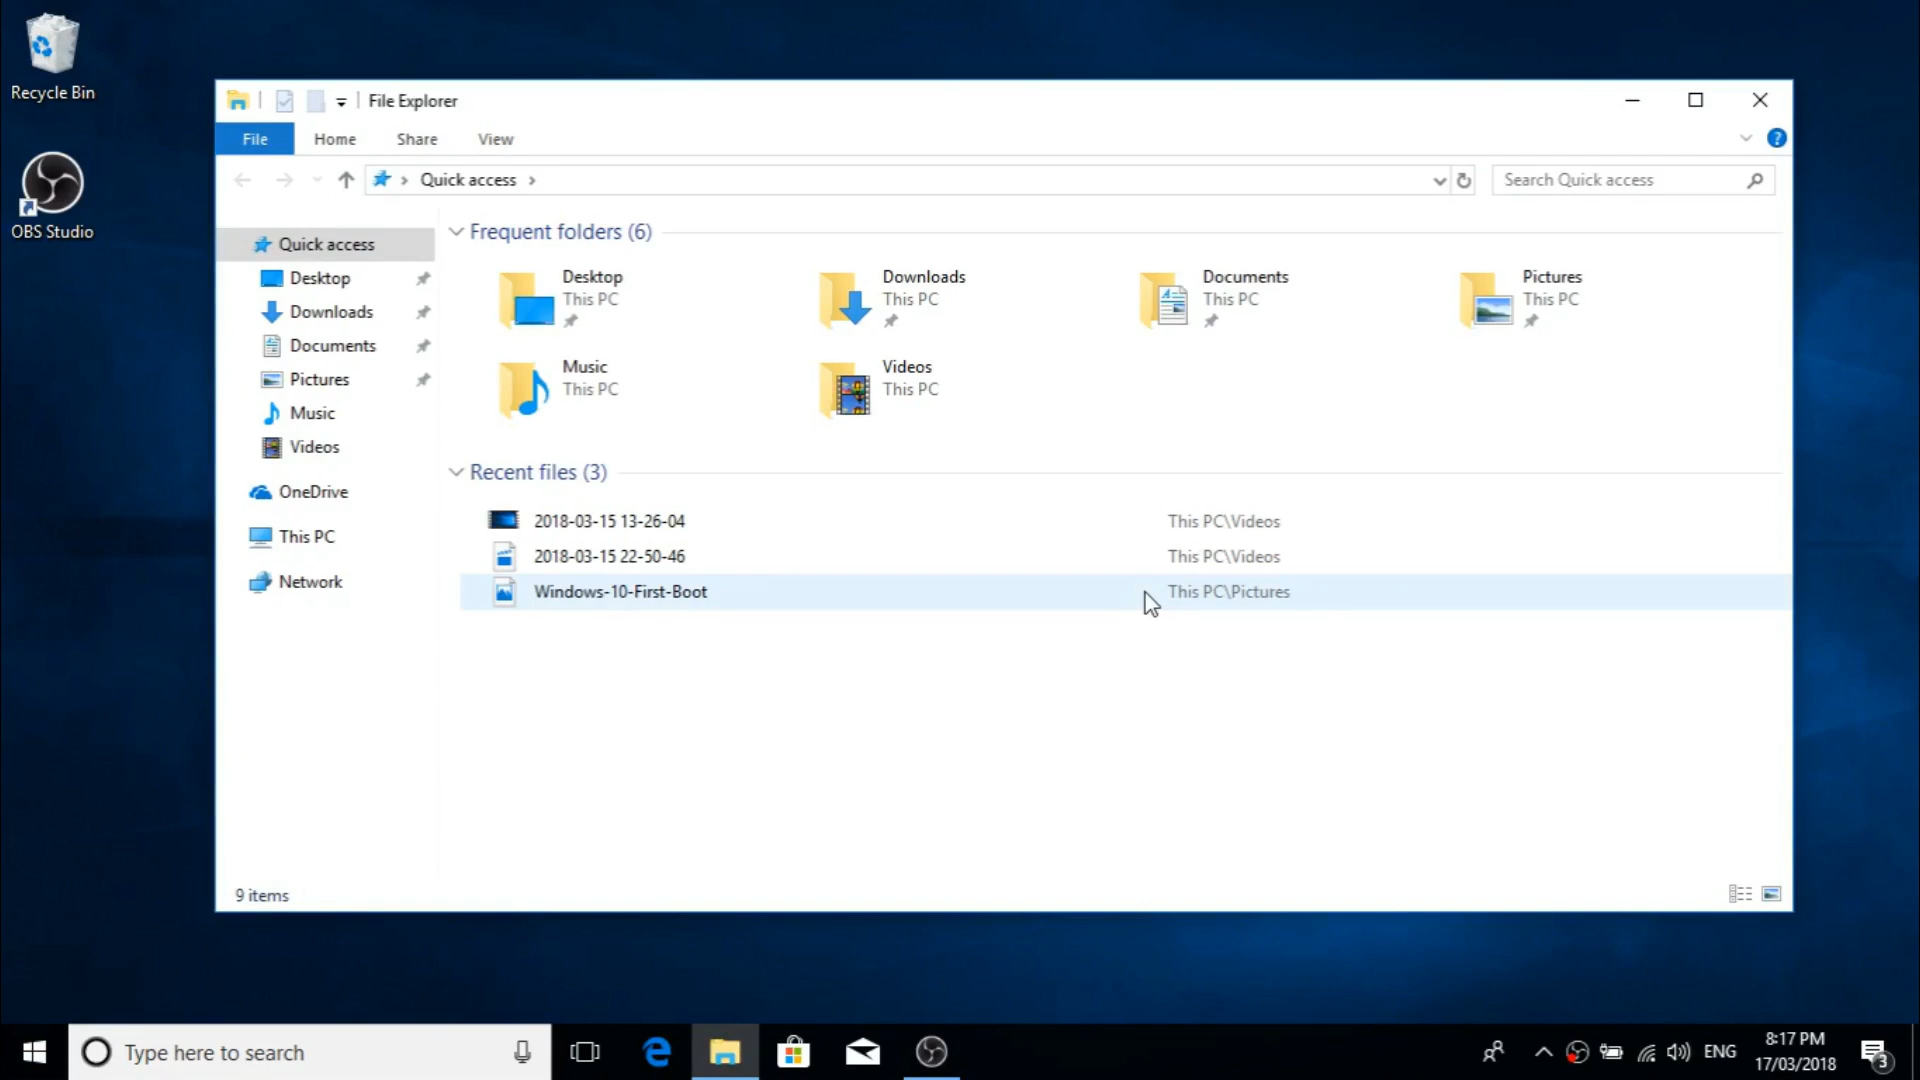 Recycle Bin
OBS Studio
File Explorer
File Home Share View
Quick access
Search Quick access
Quick access
Desktop
Downloads
Documents
Pictures
Music
Videos
OneDrive
This PC
Network
Frequent folders (6)
Desktop
This PC
Downloads
This PC
Documents
This PC
Pictures
This PC
Music
This PC
Videos
This PC
Recent files (3)
2018-03-15 13-26-04 This PC\Videos
2018-03-15 22-50-46 This PC\Videos
Windows-10-First-Boot This PC\Pictures
9 items
Type here to search
ENG
8:17 PM
17/03/2018
3